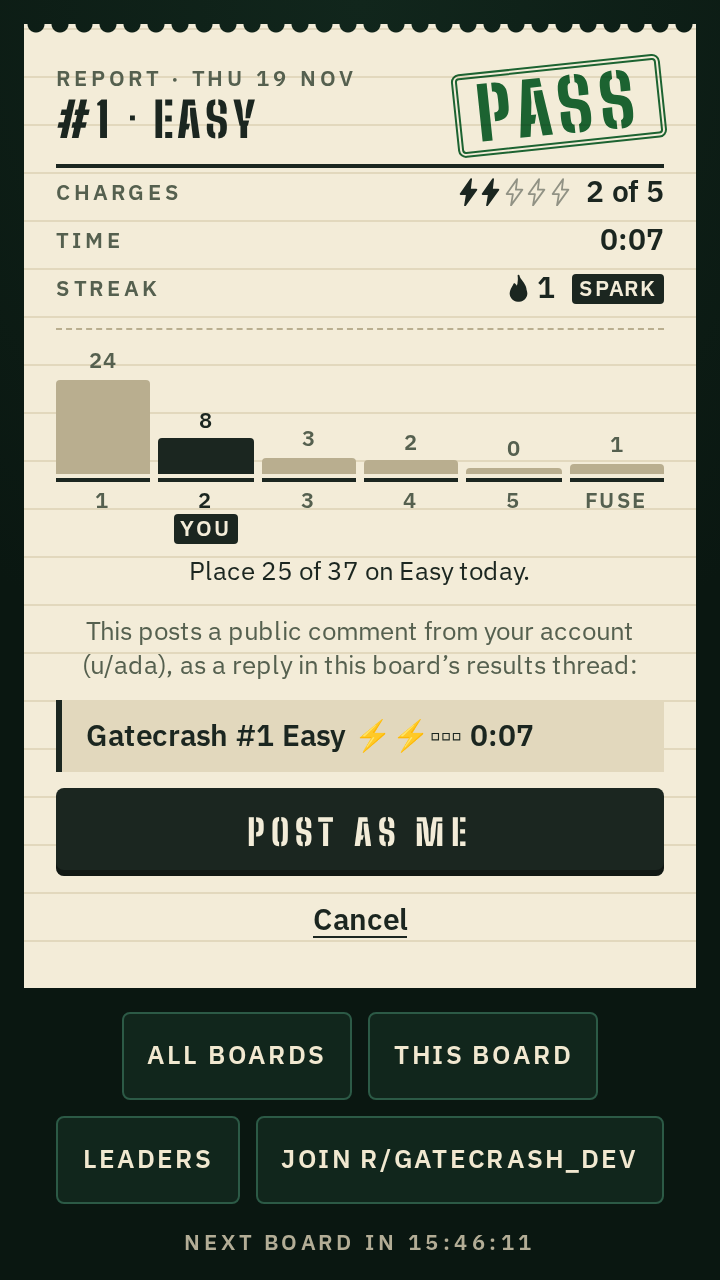 REPORT · THU 19 NOV
#1 · EASY
PASS
CHARGES 2 of 5
TIME 0:07
STREAK 1 SPARK
24 8 3 2 0 1
1 2 3 4 5 FUSE
YOU
Place 25 of 37 on Easy today.
This posts a public comment from your account
(u/ada), as a reply in this board’s results thread:
Gatecrash #1 Easy ⚡⚡▫▫▫ 0:07
POST AS ME
Cancel
ALL BOARDS THIS BOARD
LEADERS JOIN R/GATECRASH_DEV
NEXT BOARD IN 15:46:11